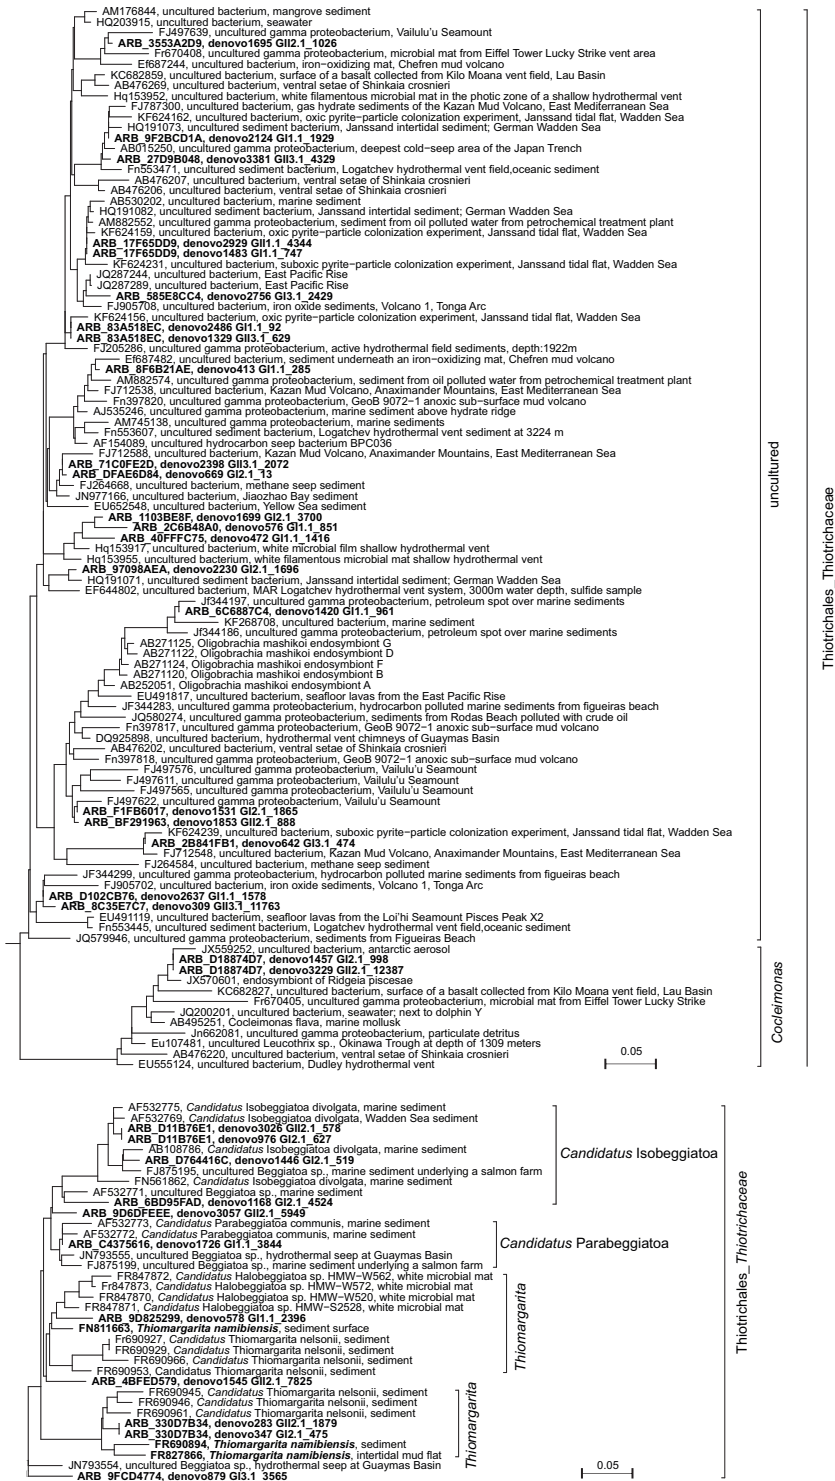 AM176844, uncultured bacterium, mangrove sediment
HQ203915, uncultured bacterium, seawater
FJ497639, uncultured gamma proteobacterium, Vailulu'u Seamount
ARB_3553A2D9, denovo1695 GII2.1_1026
Fr670408, uncultured gamma proteobacterium, microbial mat from Eiffel Tower Lucky Strike vent area
Ef687244, uncultured bacterium, iron-oxidizing mat, Chefren mud volcano
KC682859, uncultured bacterium, surface of a basalt collected from Kilo Moana vent field, Lau Basin
AB476269, uncultured bacterium, ventral setae of Shinkaia crosnieri
Hq153952, uncultured bacterium, white filamentous microbial mat in the photic zone of a shallow hydrothermal vent
FJ787300, uncultured bacterium, gas hydrate sediments of the Kazan Mud Volcano, East Mediterranean Sea
KF624162, uncultured bacterium, oxic pyrite-particle colonization experiment, Janssand tidal flat, Wadden Sea
HQ191073, uncultured sediment bacterium, Janssand intertidal sediment; German Wadden Sea
ARB_9F2BCD1A, denovo2124 GI1.1_1929
AB015250, uncultured gamma proteobacterium, deepest cold-seep area of the Japan Trench
ARB_27D9B048, denovo3381 GII3.1_4329
Fn553471, uncultured sediment bacterium, Logatchev hydrothermal vent field,oceanic sediment
AB476207, uncultured bacterium, ventral setae of Shinkaia crosnieri
AB476206, uncultured bacterium, ventral setae of Shinkaia crosnieri
AB530202, uncultured bacterium, marine sediment
HQ191082, uncultured sediment bacterium, Janssand intertidal sediment; German Wadden Sea
AM882552, uncultured gamma proteobacterium, sediment from oil polluted water from petrochemical treatment plant
KF624159, uncultured bacterium, oxic pyrite-particle colonization experiment, Janssand tidal flat, Wadden Sea
ARB_17F65DD9, denovo2929 GII1.1_4344
ARB_17F65DD9, denovo1483 GI1.1_747
KF624231, uncultured bacterium, suboxic pyrite-particle colonization experiment, Janssand tidal flat, Wadden Sea
JQ287244, uncultured bacterium, East Pacific Rise
JQ287289, uncultured bacterium, East Pacific Rise
ARB_585E8CC4, denovo2756 GI3.1_2429
FJ905708, uncultured bacterium, iron oxide sediments, Volcano 1, Tonga Arc
KF624156, uncultured bacterium, oxic pyrite-particle colonization experiment, Janssand tidal flat, Wadden Sea
ARB_83A518EC, denovo2486 GI1.1_92
ARB_83A518EC, denovo1329 GII3.1_629
FJ205286, uncultured gamma proteobacterium, active hydrothermal field sediments, depth:1922m
Ef687482, uncultured bacterium, sediment underneath an iron-oxidizing mat, Chefren mud volcano
ARB_8F6B21AE, denovo413 GI1.1_285
AM882574, uncultured gamma proteobacterium, sediment from oil polluted water from petrochemical treatment plant
FJ712538, uncultured bacterium, Kazan Mud Volcano, Anaximander Mountains, East Mediterranean Sea
Fn397820, uncultured gamma proteobacterium, GeoB 9072-1 anoxic sub-surface mud volcano
AJ535246, uncultured gamma proteobacterium, marine sediment above hydrate ridge
AM745138, uncultured gamma proteobacterium, marine sediments
Fn553607, uncultured sediment bacterium, Logatchev hydrothermal vent sediment at 3224 m
AF154089, uncultured hydrocarbon seep bacterium BPC036
FJ712588, uncultured bacterium, Kazan Mud Volcano, Anaximander Mountains, East Mediterranean Sea
ARB_71C0FE2D, denovo2398 GII3.1_2072
ARB_DFAE6D84, denovo669 GI2.1_13
FJ264668, uncultured bacterium, methane seep sediment
JN977166, uncultured bacterium, Jiaozhao Bay sediment
EU652548, uncultured bacterium, Yellow Sea sediment
ARB_1103BE8F, denovo1699 GI2.1_3700
ARB_2C6B48A0, denovo576 GI1.1_851
ARB_40FFFC75, denovo472 GI1.1_1416
Hq153917, uncultured bacterium, white microbial film shallow hydrothermal vent
Hq153955, uncultured bacterium, white filamentous microbial mat shallow hydrothermal vent
ARB_97098AEA, denovo2230 GI2.1_1696
HQ191071, uncultured sediment bacterium, Janssand intertidal sediment; German Wadden Sea
EF644802, uncultured bacterium, MAR Logatchev hydrothermal vent system, 3000m water depth, sulfide sample
Jf344197, uncultured gamma proteobacterium, petroleum spot over marine sediments
ARB_6C6887C4, denovo1420 GI1.1_961
KF268708, uncultured bacterium, marine sediment
Jf344186, uncultured gamma proteobacterium, petroleum spot over marine sediments
AB271125, Oligobrachia mashikoi endosymbiont G
AB271122, Oligobrachia mashikoi endosymbiont D
AB271124, Oligobrachia mashikoi endosymbiont F
AB271120, Oligobrachia mashikoi endosymbiont B
AB252051, Oligobrachia mashikoi endosymbiont A
EU491817, uncultured bacterium, seafloor lavas from the East Pacific Rise
JF344283, uncultured gamma proteobacterium, hydrocarbon polluted marine sediments from figueiras beach
JQ580274, uncultured gamma proteobacterium, sediments from Rodas Beach polluted with crude oil
Fn397817, uncultured gamma proteobacterium, GeoB 9072-1 anoxic sub-surface mud volcano
DQ925898, uncultured bacterium, hydrothermal vent chimneys of Guaymas Basin
AB476202, uncultured bacterium, ventral setae of Shinkaia crosnieri
Fn397818, uncultured gamma proteobacterium, GeoB 9072-1 anoxic sub-surface mud volcano
FJ497576, uncultured gamma proteobacterium, Vailulu'u Seamount
FJ497611, uncultured gamma proteobacterium, Vailulu'u Seamount
FJ497565, uncultured gamma proteobacterium, Vailulu'u Seamount
FJ497622, uncultured gamma proteobacterium, Vailulu'u Seamount
ARB_F1FB6017, denovo1531 GI2.1_1865
ARB_BF291963, denovo1853 GII2.1_888
KF624239, uncultured bacterium, suboxic pyrite-particle colonization experiment, Janssand tidal flat, Wadden Sea
ARB_2B841FB1, denovo642 GI3.1_474
FJ712548, uncultured bacterium, Kazan Mud Volcano, Anaximander Mountains, East Mediterranean Sea
FJ264584, uncultured bacterium, methane seep sediment
JF344299, uncultured gamma proteobacterium, hydrocarbon polluted marine sediments from figueiras beach
FJ905702, uncultured bacterium, iron oxide sediments, Volcano 1, Tonga Arc
ARB_D102CB76, denovo2637 GI1.1_1578
ARB_8C35E7C7, denovo309 GII3.1_11763
EU491119, uncultured bacterium, seafloor lavas from the Loi'hi Seamount Pisces Peak X2
Fn553445, uncultured sediment bacterium, Logatchev hydrothermal vent field,oceanic sediment
JQ579946, uncultured gamma proteobacterium, sediments from Figueiras Beach
uncultured
JX559252, uncultured bacterium, antarctic aerosol
ARB_D18874D7, denovo1457 GI2.1_998
ARB_D18874D7, denovo3229 GII2.1_12387
JX570601, endosymbiont of Ridgeia piscesae
KC682827, uncultured bacterium, surface of a basalt collected from Kilo Moana vent field, Lau Basin
Fr670405, uncultured gamma proteobacterium, microbial mat from Eiffel Tower Lucky Strike
JQ200201, uncultured bacterium, seawater; next to dolphin Y
AB495251, Cocleimonas flava, marine mollusk
Jn662081, uncultured gamma proteobacterium, particulate detritus
Eu107481, uncultured Leucothrix sp., Okinawa Trough at depth of 1309 meters
AB476220, uncultured bacterium, ventral setae of Shinkaia crosnieri
EU555124, uncultured bacterium, Dudley hydrothermal vent
Cocleimonas
0.05
Thiotrichales_Thiotrichaceae
AF532775, Candidatus Isobeggiatoa divolgata, marine sediment
AF532769, Candidatus Isobeggiatoa divolgata, Wadden Sea sediment
ARB_D11B76E1, denovo3026 GII2.1_578
ARB_D11B76E1, denovo976 GI2.1_627
AB108786, Candidatus Isobeggiatoa divolgata, marine sediment
ARB_D764416C, denovo1446 GI2.1_519
FJ875195, uncultured Beggiatoa sp., marine sediment underlying a salmon farm
FN561862, Candidatus Isobeggiatoa divolgata, marine sediment
AF532771, uncultured Beggiatoa sp., marine sediment
ARB_6BD95FAD, denovo1168 GI2.1_4524
Candidatus Isobeggiatoa
ARB_9D6DFEEE, denovo3057 GII2.1_5949
AF532773, Candidatus Parabeggiatoa communis, marine sediment
AF532772, Candidatus Parabeggiatoa communis, marine sediment
ARB_C4375616, denovo1726 GI1.1_3844
JN793555, uncultured Beggiatoa sp., hydrothermal seep at Guaymas Basin
FJ875199, uncultured Beggiatoa sp., marine sediment underlying a salmon farm
Candidatus Parabeggiatoa
FR847872, Candidatus Halobeggiatoa sp. HMW-W562, white microbial mat
Fr847873, Candidatus Halobeggiatoa sp. HMW-W572, white microbial mat
FR847870, Candidatus Halobeggiatoa sp. HMW-W520, white microbial mat
FR847871, Candidatus Halobeggiatoa sp. HMW-S2528, white microbial mat
ARB_9D825299, denovo578 GI1.1_2396
FN811663, Thiomargarita namibiensis, sediment surface
Fr690927, Candidatus Thiomargarita nelsonii, sediment
FR690929, Candidatus Thiomargarita nelsonii, sediment
FR690966, Candidatus Thiomargarita nelsonii, sediment
FR690953, Candidatus Thiomargarita nelsonii, sediment
Thiomargarita
ARB_4BFED579, denovo1545 GII2.1_7825
FR690945, Candidatus Thiomargarita nelsonii, sediment
FR690946, Candidatus Thiomargarita nelsonii, sediment
FR690961, Candidatus Thiomargarita nelsonii, sediment
ARB_330D7B34, denovo283 GII2.1_1879
ARB_330D7B34, denovo347 GI2.1_475
FR690894, Thiomargarita namibiensis, sediment
FR827866, Thiomargarita namibiensis, intertidal mud flat
Thiomargarita
JN793554, uncultured Beggiatoa sp., hydrothermal seep at Guaymas Basin
ARB_9FCD4774, denovo879 GI3.1_3565
0.05
Thiotrichales_Thiotrichaceae